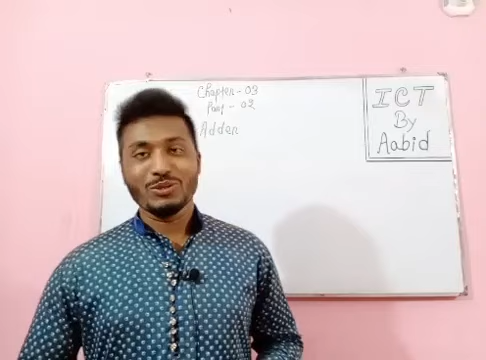 Chapter - 03
Part - 02
Adder
ICT
By
Aabid